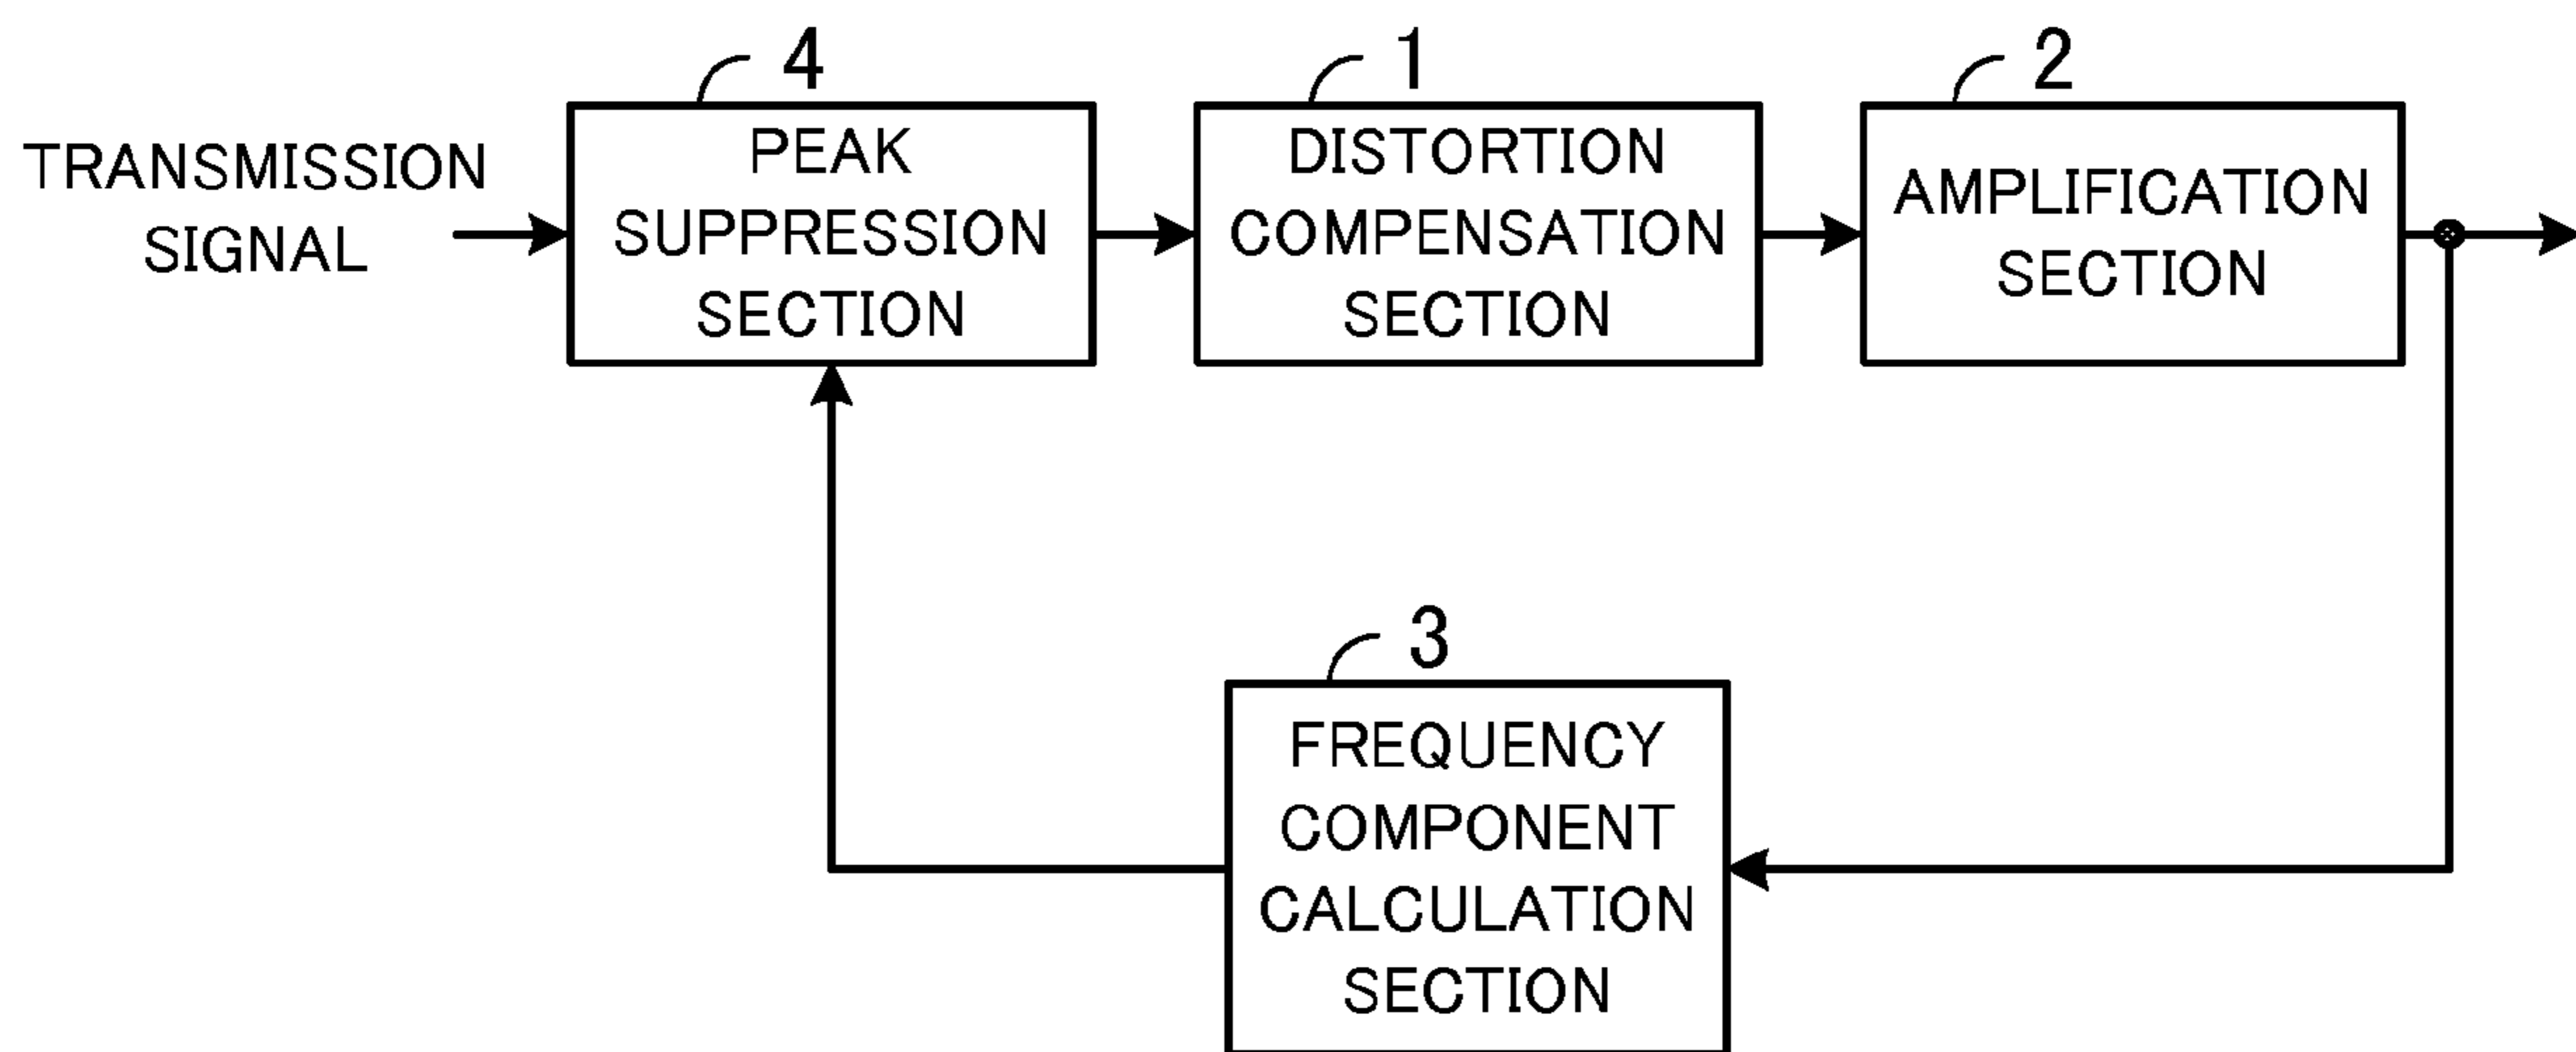 4
1
2
TRANSMISSION
SIGNAL
PEAK
SUPPRESSION
SECTION
DISTORTION
COMPENSATION
SECTION
AMPLIFICATION
SECTION
3
FREQUENCY
COMPONENT
CALCULATION
SECTION